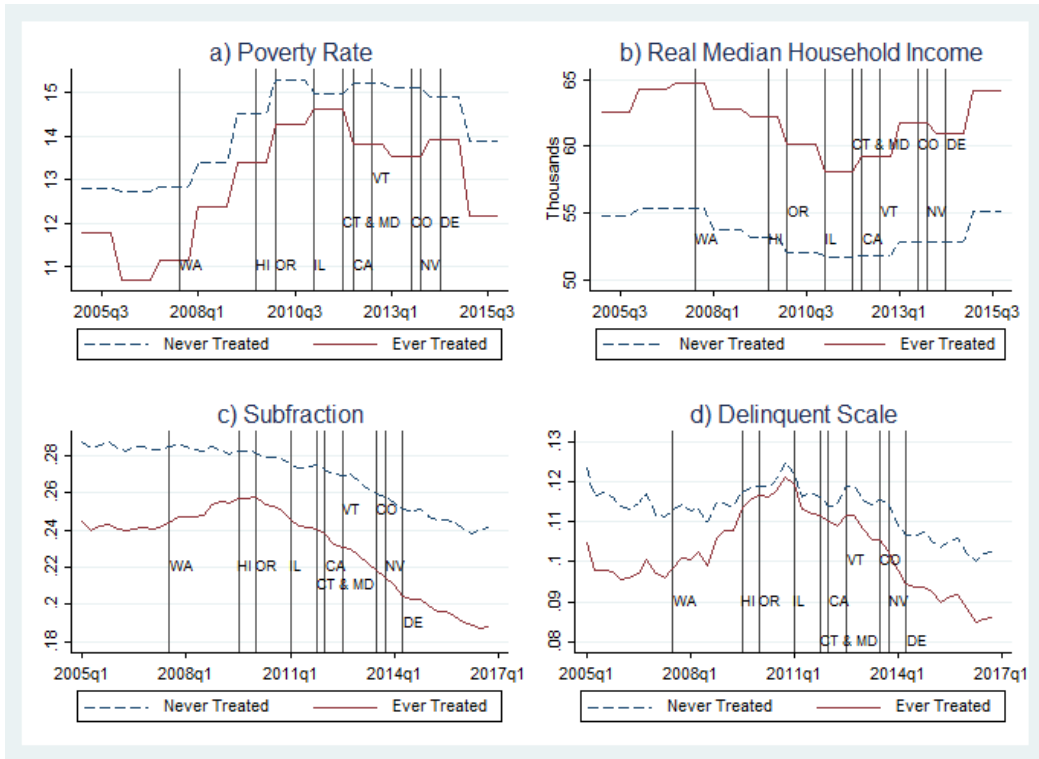 a) Poverty Rate
15
14
13
12
11
VT
CT & MD CO DE
WA HI OR IL CA NV
2005q3 2008q1 2010q3 2013q1 2015q3
Never Treated Ever Treated
b) Real Median Household Income
Thousands
65
60
55
50
CT & MD CO DE
OR VT NV
WA HI IL CA
2005q3 2008q1 2010q3 2013q1 2015q3
Never Treated Ever Treated
c) Subfraction
.28
.26
.24
.22
.2
.18
VT CO
WA HI OR IL CA NV
CT & MD
DE
2005q1 2008q1 2011q1 2014q1 2017q1
Never Treated Ever Treated
d) Delinquent Scale
.13
.12
.11
.1
.09
.08
VT CO
WA HI OR IL CA NV
CT & MD DE
2005q1 2008q1 2011q1 2014q1 2017q1
Never Treated Ever Treated